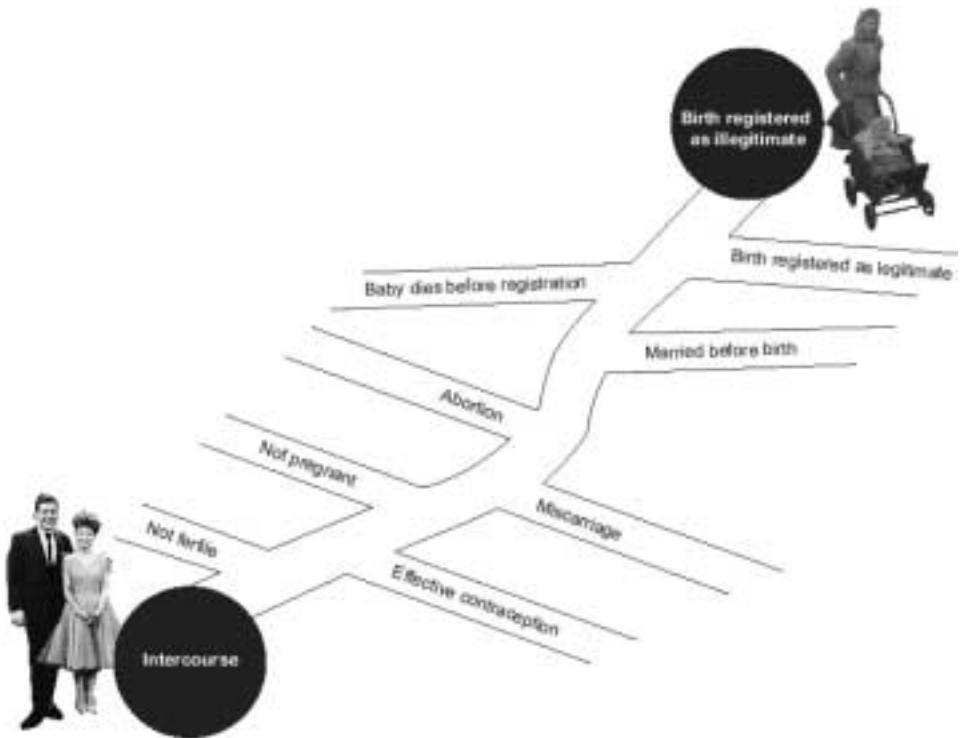 Birth registered
as illegitimate
Birth registered as legitimate
Baby dies before registration
Married before birth
Abortion
Not pregnant
Miscarriage
Not fertile
Effective contraception
Intercourse